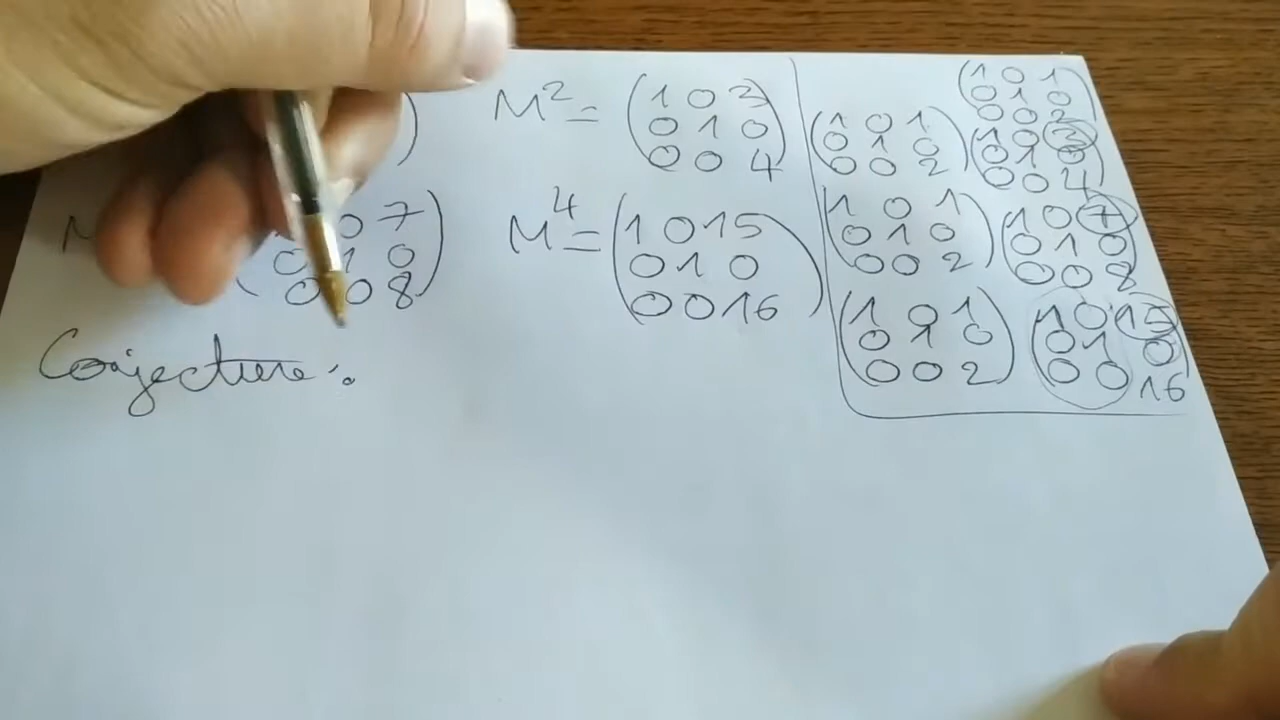 M² = (1 0 3
0 1 0
0 0 4)
M
0 7
0 1 0
0 0 8)
M⁴ = (1 0 15
0 1 0
0 0 16)
Conjecture :
(1 0 1
0 1 0
0 0 2
(1 0 1
0 1 0
0 0 2)
(1 0 3
0 1 0
0 0 4)
(1 0 1
0 1 0
0 0 2)
(1 0 7
0 1 0
0 0 8
(1 0 1
0 1 0
0 0 2)
(1 0 15
0 1 0
0 0 16